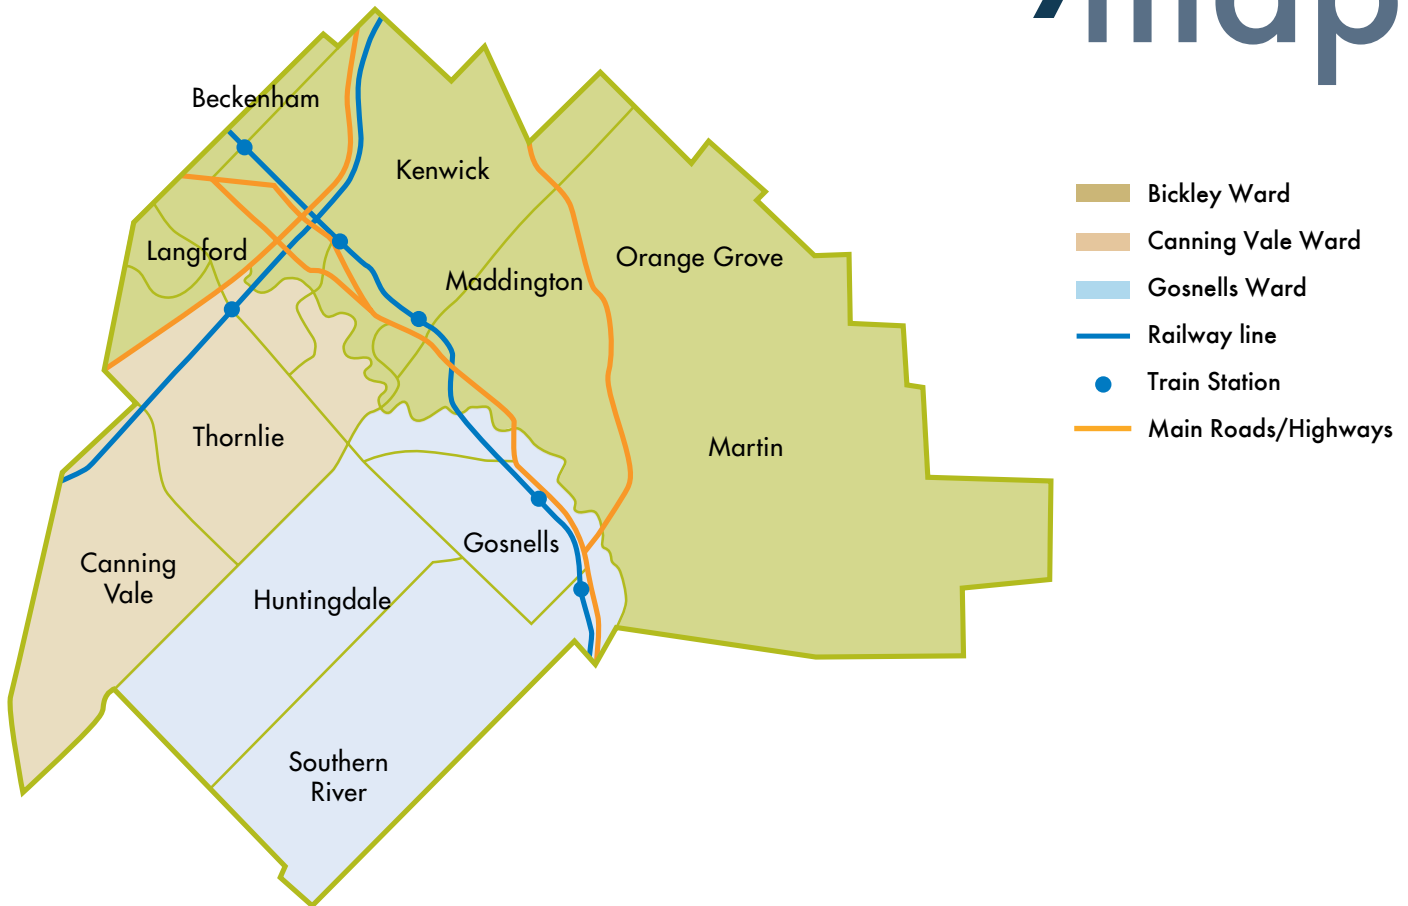 map
Beckenham
Kenwick
Langford
Maddington
Orange Grove
Thornlie
Martin
Canning
Vale
Gosnells
Huntingdale
Southern
River
Bickley Ward
Canning Vale Ward
Gosnells Ward
Railway line
Train Station
Main Roads/Highways